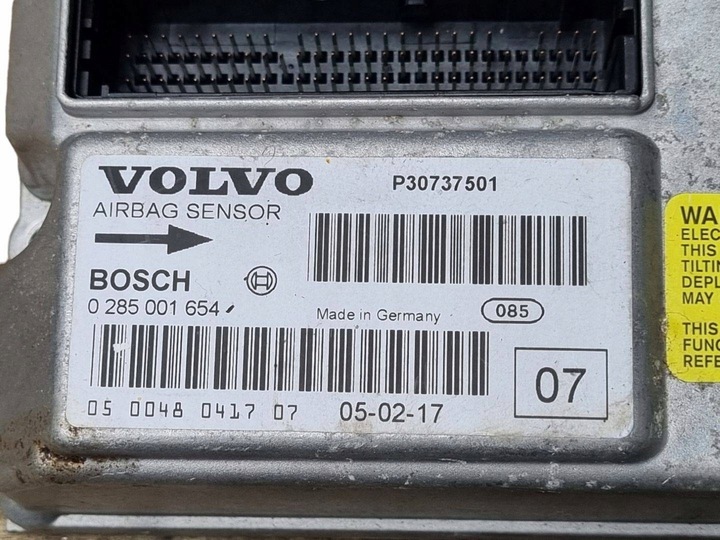 VOLVO
P30737501
AIRBAG SENSOR
BOSCH
0 285 001 654
Made in Germany
085
05 0048 0417 07
05-02-17
07
WA
ELEC
THIS
TILTIN
DEPL
MAY
THIS
FUNC
REFE